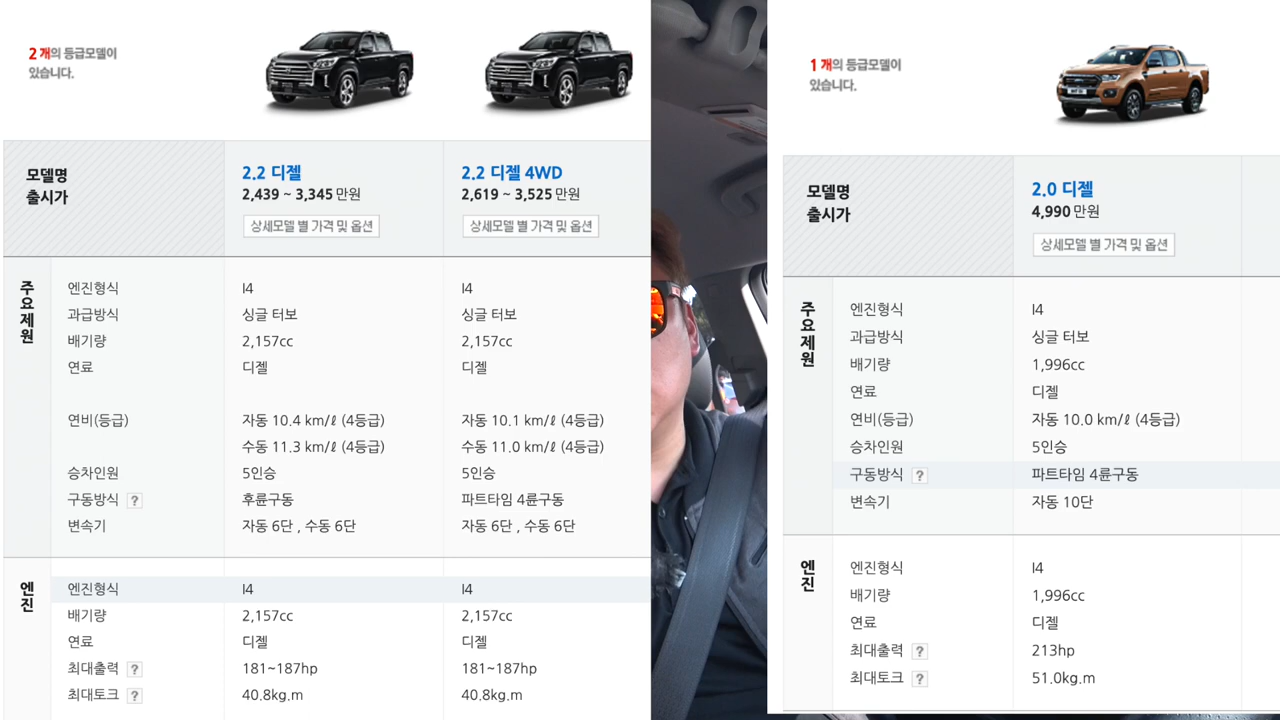 2 개의 등급모델이
있습니다.
모델명
출시가
2.2 디젤
2,439 ~ 3,345 만원
상세모델 별 가격 및 옵션
2.2 디젤 4WD
2,619 ~ 3,525 만원
상세모델 별 가격 및 옵션
주요제원
엔진형식 I4 I4
과급방식 싱글 터보 싱글 터보
배기량 2,157cc 2,157cc
연료 디젤 디젤
연비(등급) 자동 10.4 km/ℓ (4등급) 자동 10.1 km/ℓ (4등급)
수동 11.3 km/ℓ (4등급) 수동 11.0 km/ℓ (4등급)
승차인원 5인승 5인승
구동방식 ? 후륜구동 파트타임 4륜구동
변속기 자동 6단 , 수동 6단 자동 6단 , 수동 6단
엔진
엔진형식 I4 I4
배기량 2,157cc 2,157cc
연료 디젤 디젤
최대출력 ? 181~187hp 181~187hp
최대토크 ? 40.8kg.m 40.8kg.m
1 개의 등급모델이
있습니다.
모델명
출시가
2.0 디젤
4,990 만원
상세모델 별 가격 및 옵션
주요제원
엔진형식 I4
과급방식 싱글 터보
배기량 1,996cc
연료 디젤
연비(등급) 자동 10.0 km/ℓ (4등급)
승차인원 5인승
구동방식 ? 파트타임 4륜구동
변속기 자동 10단
엔진
엔진형식 I4
배기량 1,996cc
연료 디젤
최대출력 ? 213hp
최대토크 ? 51.0kg.m